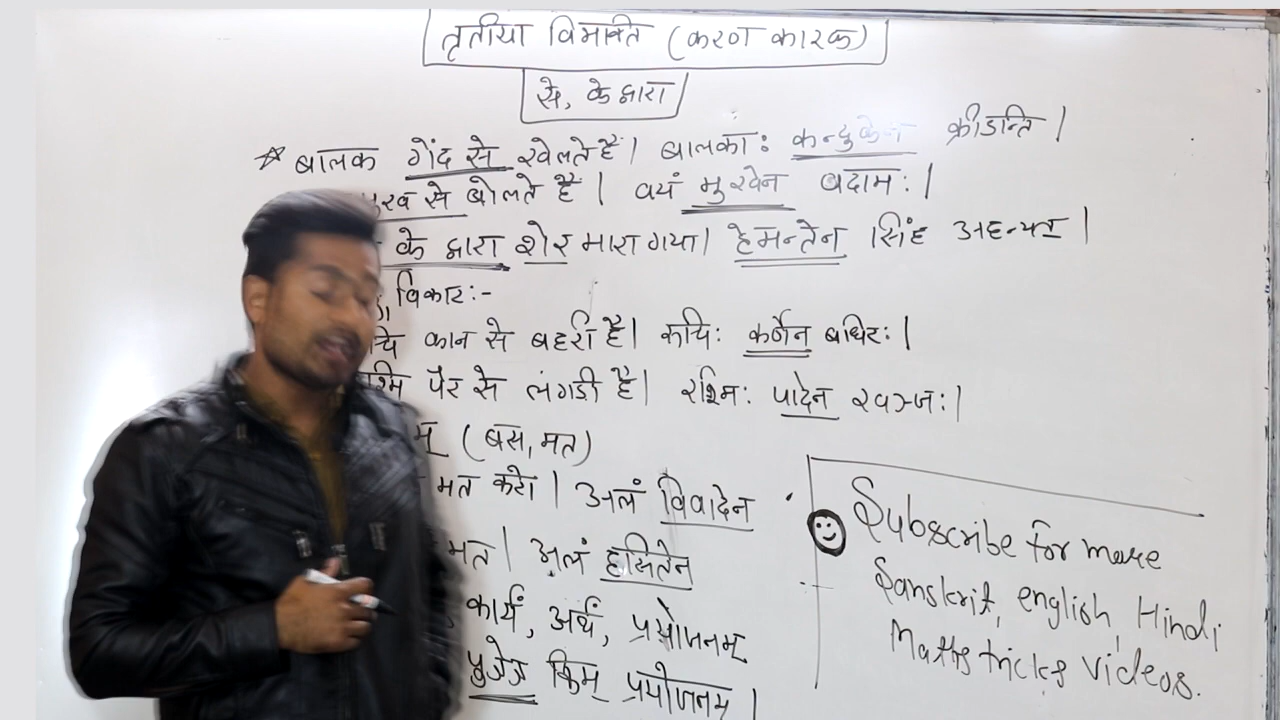 तृतीया विभक्ति (करण कारक)
से, के द्वारा
☆ बालक गेंद से खेलते हैं। बालकाः कन्दुकेन क्रीडन्ति।
मुख से बोलते हैं। वयं मुखेन वदामः।
के द्वारा शेर मारा गया। हेमन्तेन सिंह अहन्यत।
विकारः-
कान से बहरी है। रुचिः कर्णेन बधिरः।
पैर से लंगडी है। रश्मिः पादेन खञ्जः।
म् (बस, मत)
मत करो। अलं विवादेन
मत। अलं हसितेन
कार्यं, अर्थं, प्रयोजनम्
किम् प्रयोजनम्।
Subscribe for more
Sanskrit, english, Hindi
Maths tricks videos.